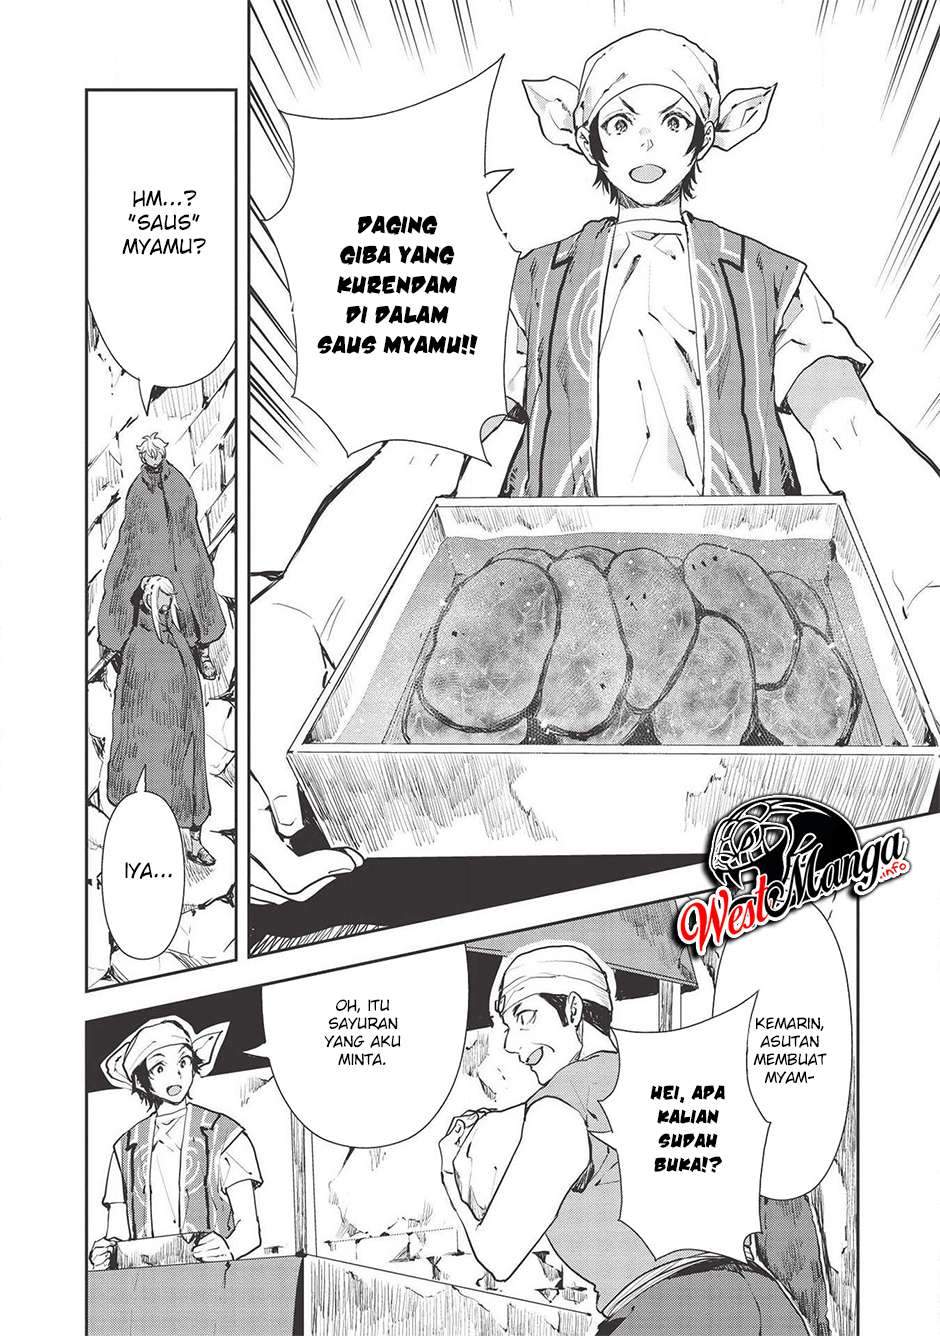 DAGING
GIBA YANG
KURENDAM
DI DALAM
SAUS MYAMU!!
HM...?
"SAUS"
MYAMU?
IYA...
WestManga
.info
KEMARIN,
ASUTAN
MEMBUAT
MYAM-
HEI, APA
KALIAN
SUDAH
BUKA!?
OH, ITU
SAYURAN
YANG AKU
MINTA.